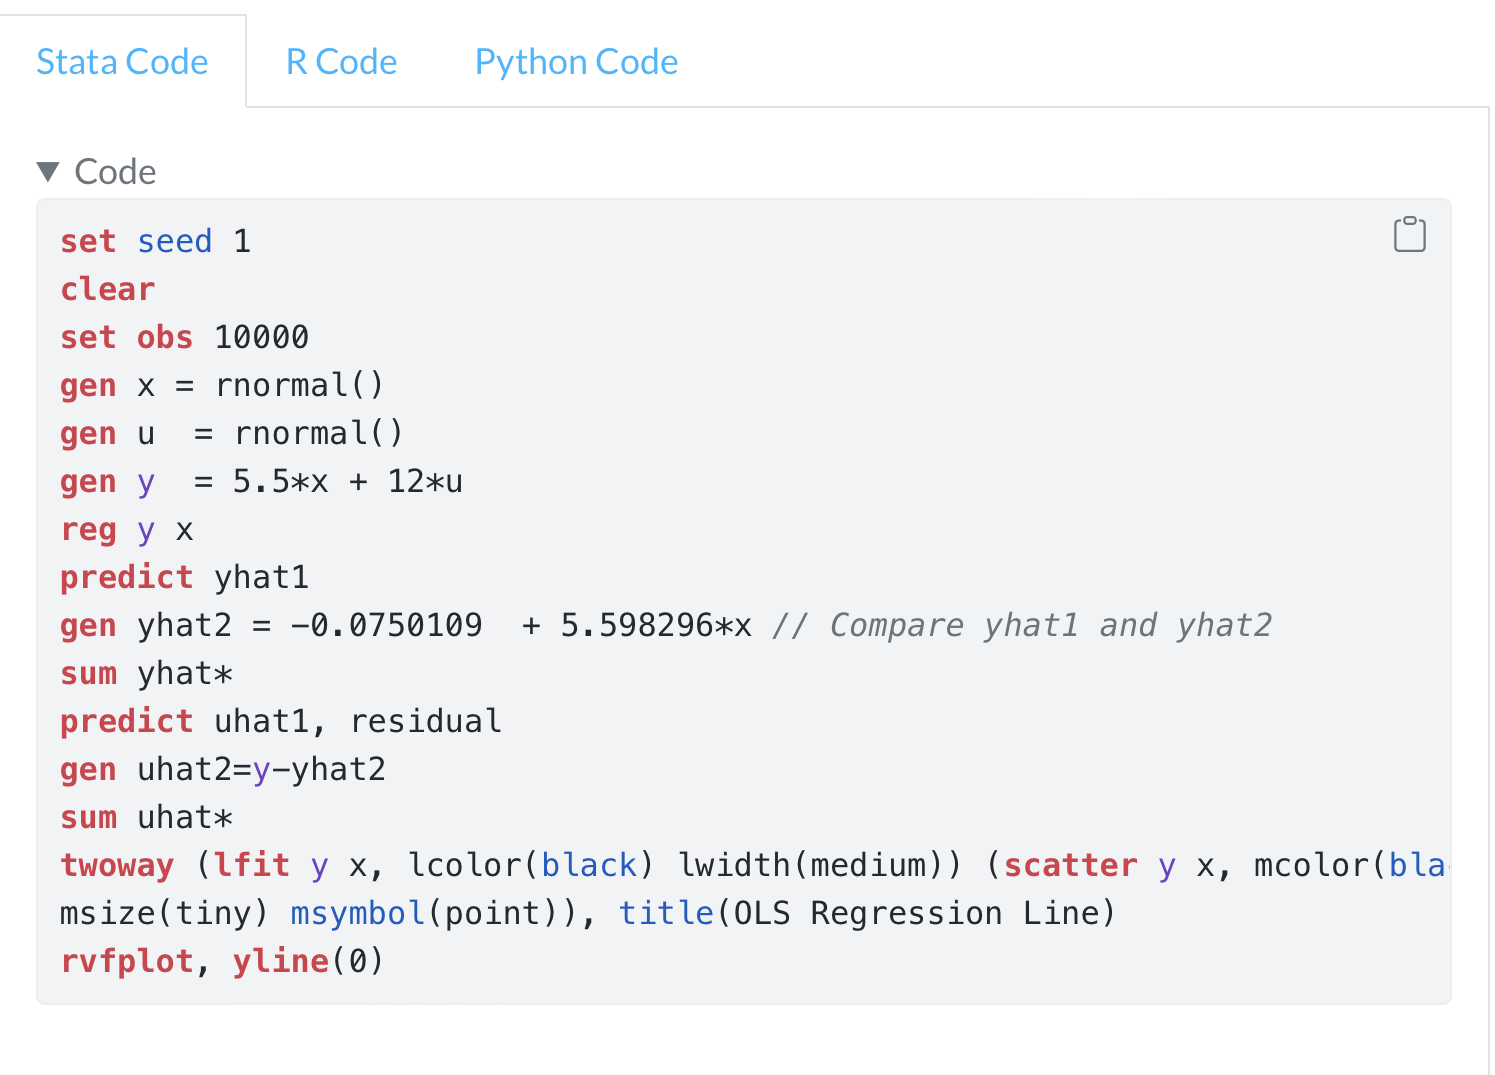 Stata Code
R Code
Python Code
Code
set seed 1
clear
set obs 10000
gen x = rnormal()
gen u  = rnormal()
gen y  = 5.5*x + 12*u
reg y x
predict yhat1
gen yhat2 = -0.0750109  + 5.598296*x // Compare yhat1 and yhat2
sum yhat*
predict uhat1, residual
gen uhat2=y-yhat2
sum uhat*
twoway (lfit y x, lcolor(black) lwidth(medium)) (scatter y x, mcolor(
msize(tiny) msymbol(point)), title(OLS Regression Line)
rvfplot, yline(0)